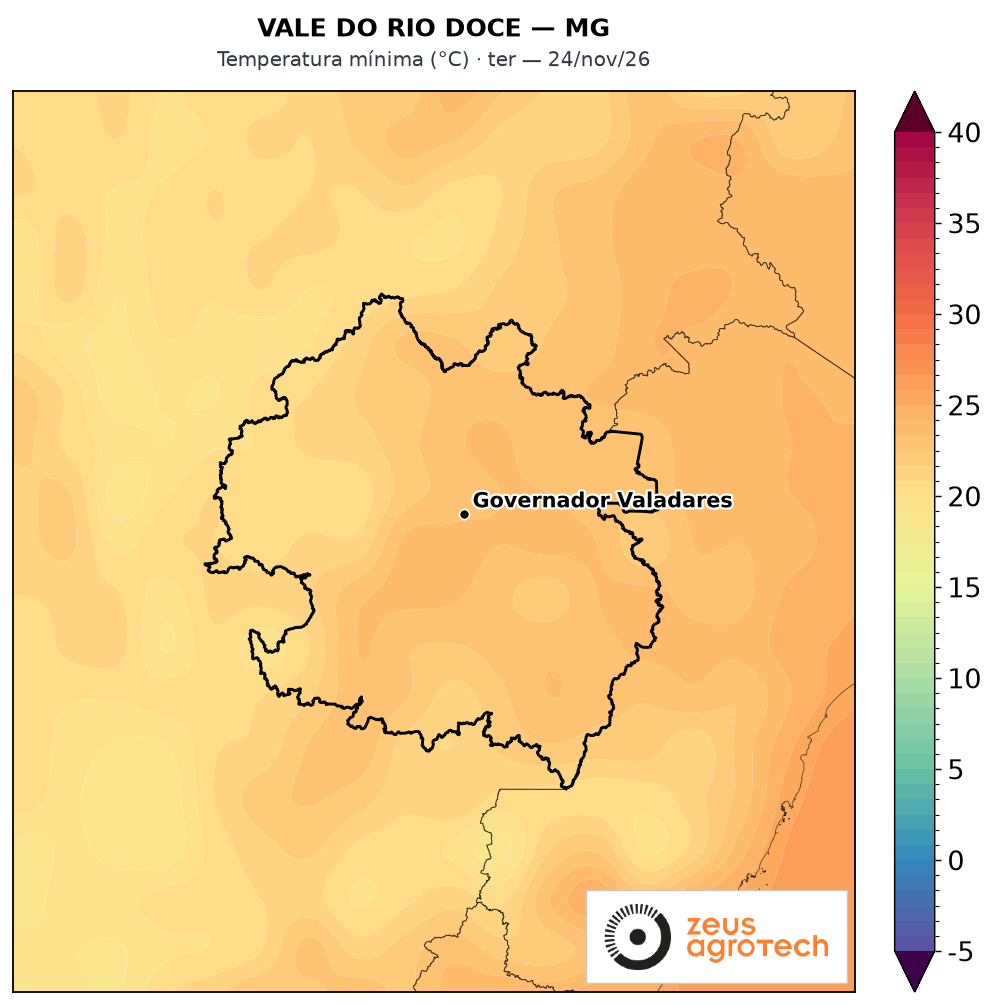 VALE DO RIO DOCE — MG
Temperatura mínima (°C) · ter — 24/nov/26
40
35
30
25
20
15
10
5
0
-5
Governador Valadares
zeus
agrotech